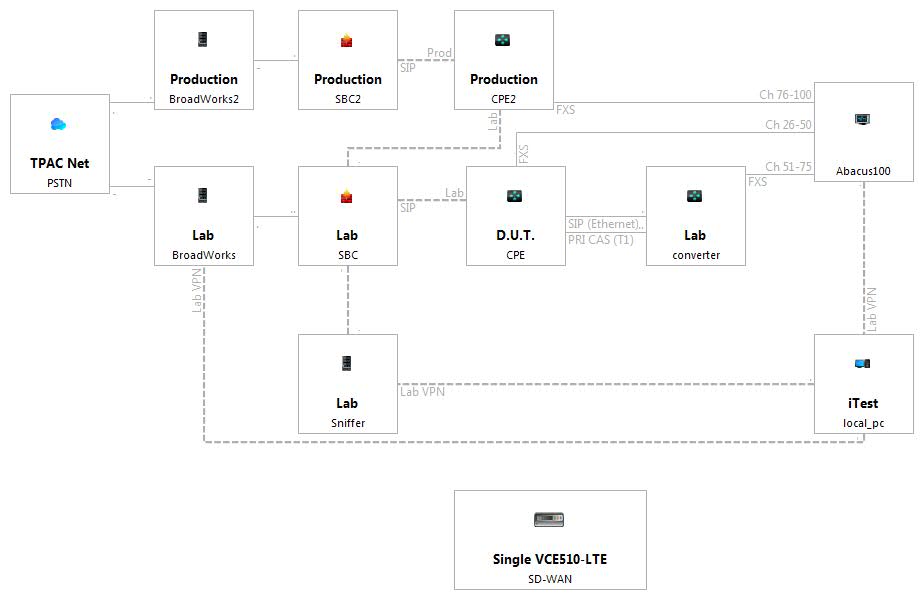 Production
BroadWorks2
Production
SBC2
Prod
SIP
Production
CPE2
FXS
Ch 76-100
Ch 26-50
Ch 51-75
FXS
Abacus100
TPAC Net
PSTN
Lab
FXS
Lab
BroadWorks
Lab
SBC
Lab
SIP
D.U.T.
CPE
SIP (Ethernet)
PRI CAS (T1)
Lab
converter
Lab VPN
Lab VPN
Lab
Sniffer
Lab VPN
iTest
local_pc
Single VCE510-LTE
SD-WAN